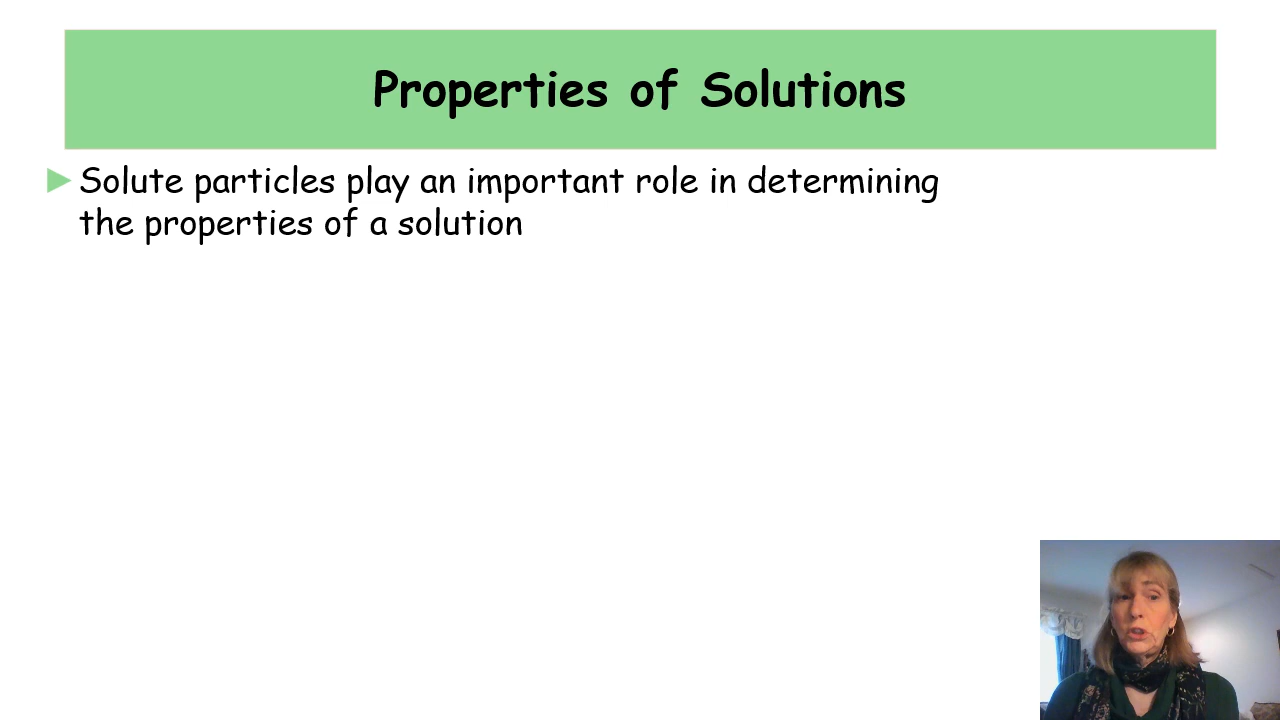 Properties of Solutions
Solute particles play an important role in determining
the properties of a solution